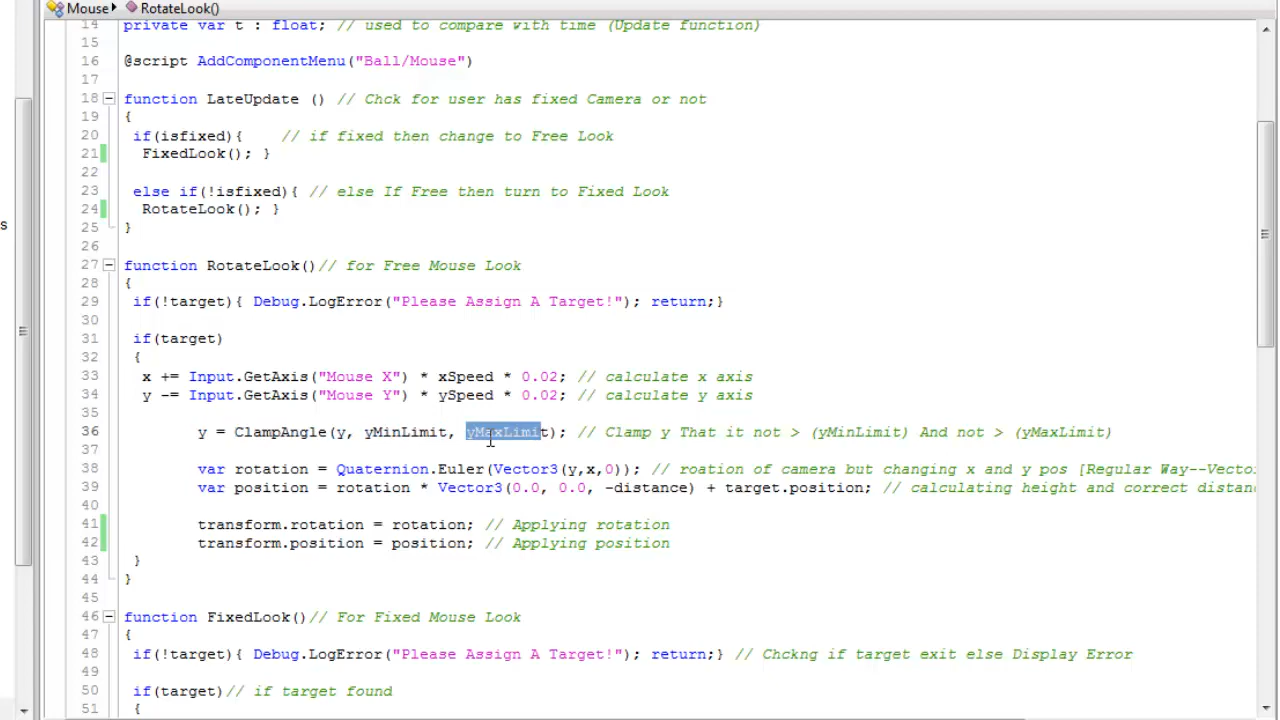 Mouse RotateLook()
14 private var t : float; // used to compare with time (Update function)
15
16 @script AddComponentMenu("Ball/Mouse")
17
18 function LateUpdate () // Chck for user has fixed Camera or not
19 {
20 if(isfixed){ // if fixed then change to Free Look
21 FixedLook(); }
22
23 else if(!isfixed){ // else If Free then turn to Fixed Look
24 RotateLook(); }
25 }
26
27 function RotateLook()// for Free Mouse Look
28 {
29 if(!target){ Debug.LogError("Please Assign A Target!"); return;}
30
31 if(target)
32 {
33 x += Input.GetAxis("Mouse X") * xSpeed * 0.02; // calculate x axis
34 y -= Input.GetAxis("Mouse Y") * ySpeed * 0.02; // calculate y axis
35
36 y = ClampAngle(y, yMinLimit, yMaxLimit); // Clamp y That it not > (yMinLimit) And not > (yMaxLimit)
37
38 var rotation = Quaternion.Euler(Vector3(y,x,0)); // roation of camera but changing x and y pos [Regular Way--Vecto
39 var position = rotation * Vector3(0.0, 0.0, -distance) + target.position; // calculating height and correct distan
40
41 transform.rotation = rotation; // Applying rotation
42 transform.position = position; // Applying position
43 }
44 }
45
46 function FixedLook()// For Fixed Mouse Look
47 {
48 if(!target){ Debug.LogError("Please Assign A Target!"); return;} // Chckng if target exit else Display Error
49
50 if(target)// if target found
51 {
s